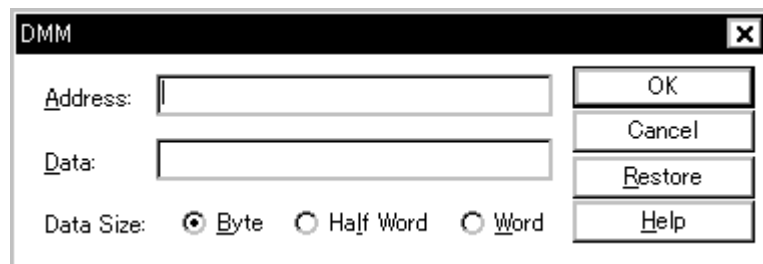 DMM
Address:
OK
Cancel
Data:
Restore
Data Size: Byte Half Word Word
Help